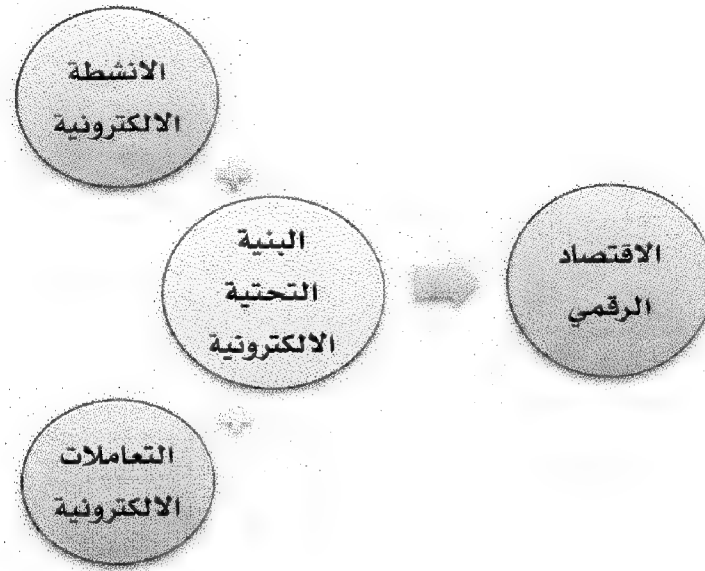 الانشطة
الالكترونية
البنية
التحتية
الالكترونية
الاقتصاد
الرقمي
التعاملات
الالكترونية